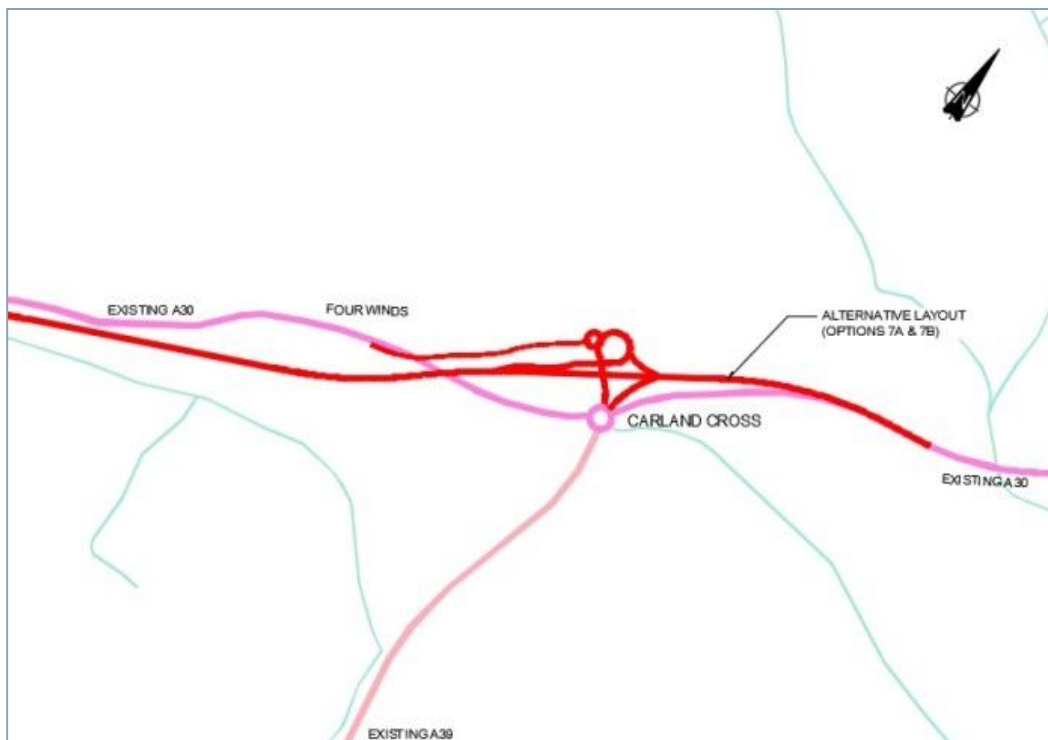 EXISTING A30
FOUR WINDS
ALTERNATIVE LAYOUT
(OPTIONS 7A & 7B)
CARLAND CROSS
EXISTING A30
EXISTING A39